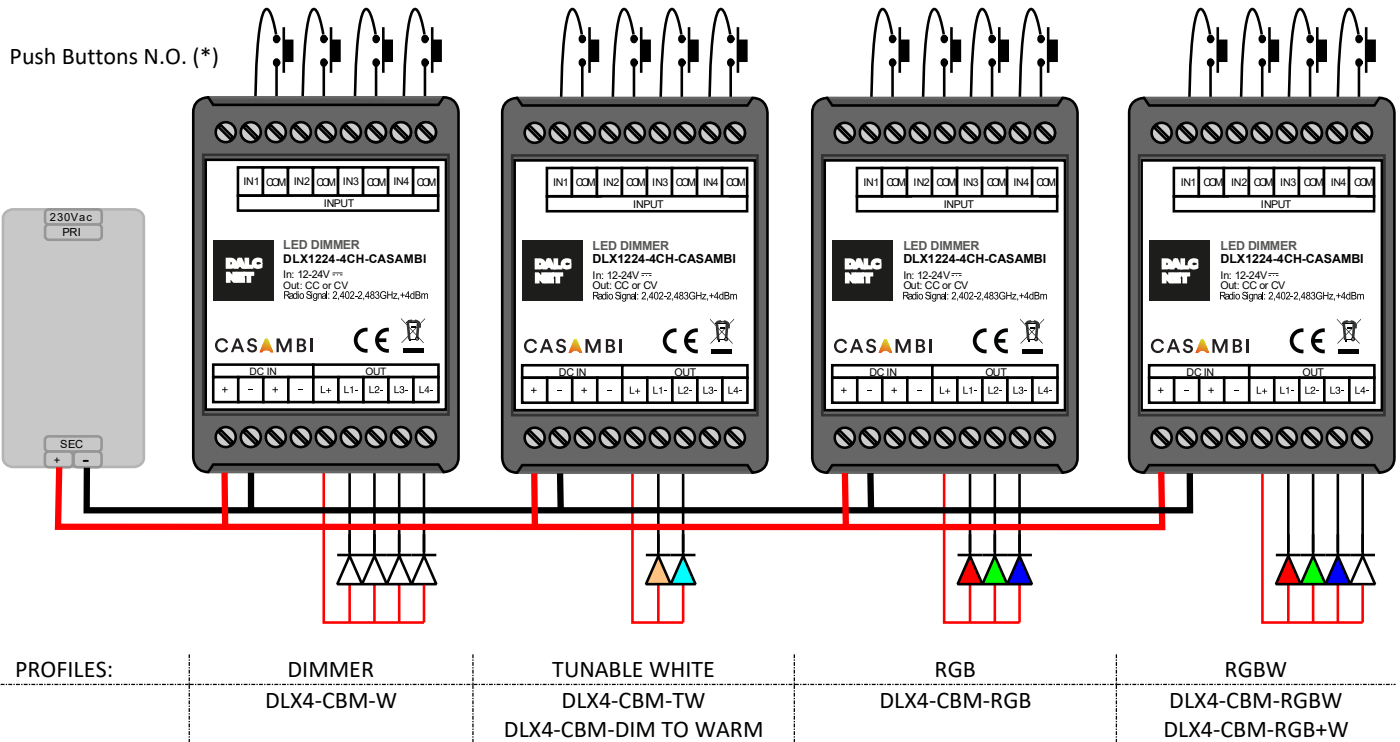 Push Buttons N.O. (*)
230Vac
PRI
SEC
+ −
IN1 COM IN2 COM IN3 COM IN4 COM
INPUT
DALC
NET
LED DIMMER
DLX1224-4CH-CASAMBI
In: 12-24V ⎓
Out: CC or CV
Radio Signal: 2,402-2,483GHz,+4dBm
CASAMBI CE
DC IN OUT
+ − + − L+ L1- L2- L3- L4-
IN1 COM IN2 COM IN3 COM IN4 COM
INPUT
DALC
NET
LED DIMMER
DLX1224-4CH-CASAMBI
In: 12-24V ⎓
Out: CC or CV
Radio Signal: 2,402-2,483GHz,+4dBm
CASAMBI CE
DC IN OUT
+ − + − L+ L1- L2- L3- L4-
IN1 COM IN2 COM IN3 COM IN4 COM
INPUT
DALC
NET
LED DIMMER
DLX1224-4CH-CASAMBI
In: 12-24V ⎓
Out: CC or CV
Radio Signal: 2,402-2,483GHz,+4dBm
CASAMBI CE
DC IN OUT
+ − + − L+ L1- L2- L3- L4-
IN1 COM IN2 COM IN3 COM IN4 COM
INPUT
DALC
NET
LED DIMMER
DLX1224-4CH-CASAMBI
In: 12-24V ⎓
Out: CC or CV
Radio Signal: 2,402-2,483GHz,+4dBm
CASAMBI CE
DC IN OUT
+ − + − L+ L1- L2- L3- L4-
PROFILES: DIMMER TUNABLE WHITE RGB RGBW
DLX4-CBM-W DLX4-CBM-TW DLX4-CBM-RGB DLX4-CBM-RGBW
DLX4-CBM-DIM TO WARM DLX4-CBM-RGB+W